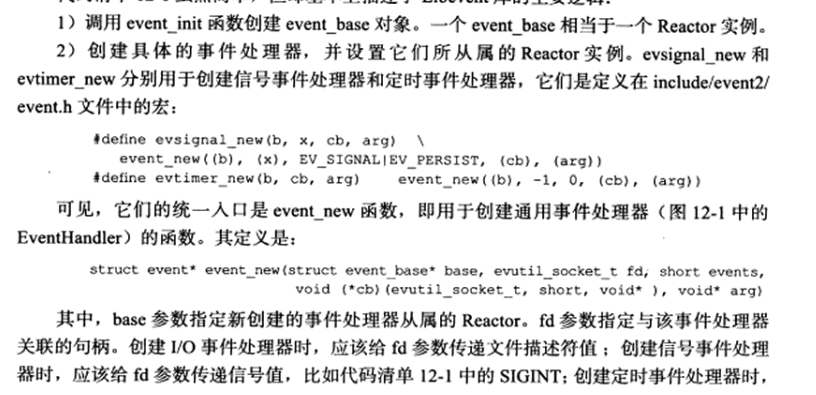 1）调用 event_init 函数创建 event_base 对象。一个 event_base 相当于一个 Reactor 实例。
2）创建具体的事件处理器，并设置它们所从属的 Reactor 实例。evsignal_new 和
evtimer_new 分别用于创建信号事件处理器和定时事件处理器，它们是定义在 include/event2/
event.h 文件中的宏：
#define evsignal_new(b, x, cb, arg) \
event_new((b), (x), EV_SIGNAL|EV_PERSIST, (cb), (arg))
#define evtimer_new(b, cb, arg) event_new((b), -1, 0, (cb), (arg))
可见，它们的统一入口是 event_new 函数，即用于创建通用事件处理器（图 12-1 中的
EventHandler）的函数。其定义是：
struct event* event_new(struct event_base* base, evutil_socket_t fd, short events,
void (*cb)(evutil_socket_t, short, void* ), void* arg)
其中，base 参数指定新创建的事件处理器从属的 Reactor。fd 参数指定与该事件处理器
关联的句柄。创建 I/O 事件处理器时，应该给 fd 参数传递文件描述符值；创建信号事件处理
器时，应该给 fd 参数传递信号值，比如代码清单 12-1 中的 SIGINT；创建定时事件处理器时，